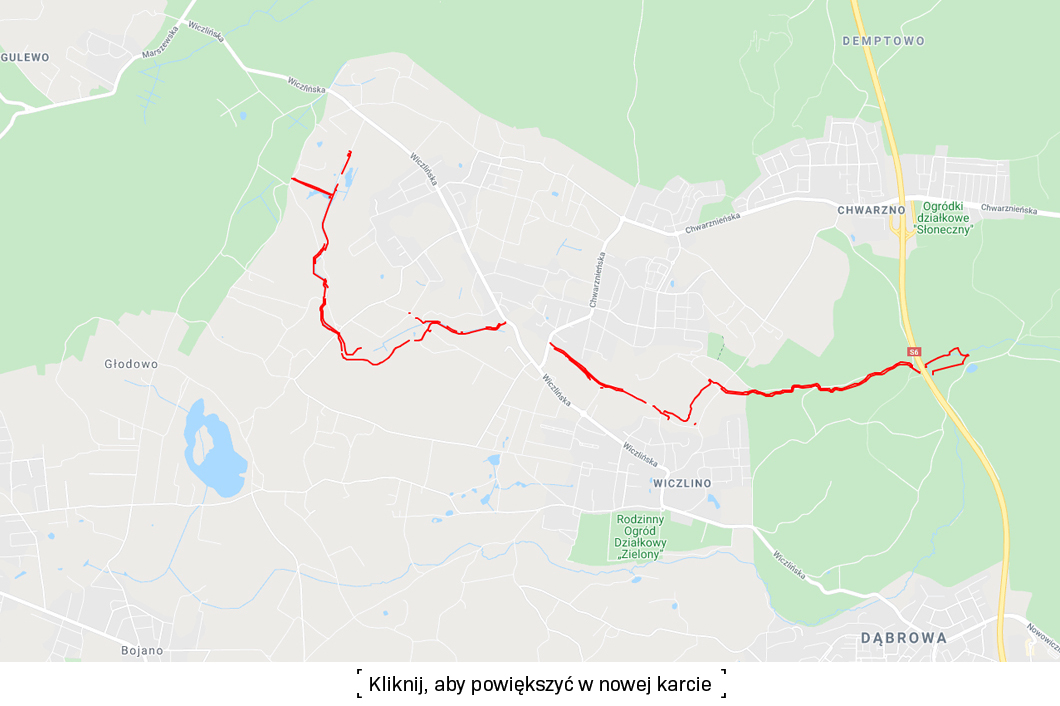 GULEWO
Marszewska
Wiczlińska
Wiczlińska
DEMPTOWO
Wiczlińska
Chwarznieńska
CHWARZNO
Ogródki
działkowe
"Słoneczny"
Chwarznieńska
Chwarznieńska
S6
Głodowo
Wiczlińska
Wiczlińska
WICZLINO
Rodzinny
Ogród
Działkowy
„Zielony”
Wiczlińska
DĄBROWA
Nowowicz
Bojano
[ Kliknij, aby powiększyć w nowej karcie ]